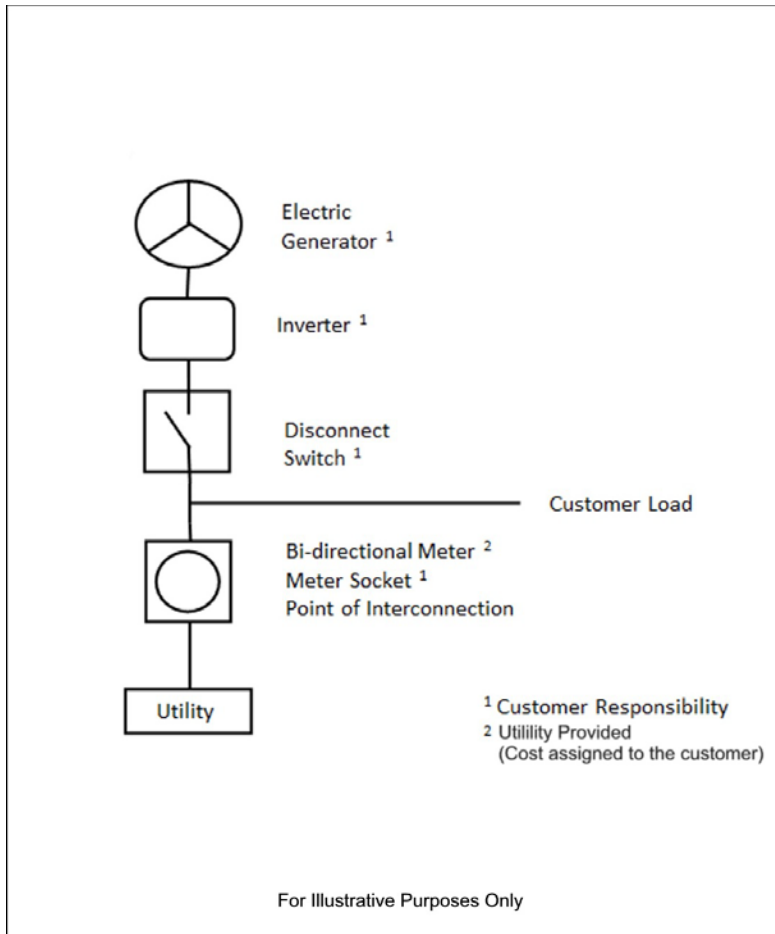 Electric
Generator ¹
Inverter ¹
Disconnect
Switch ¹
Customer Load
Bi-directional Meter ²
Meter Socket ¹
Point of Interconnection
Utility
¹ Customer Responsibility
² Utilility Provided
(Cost assigned to the customer)
For Illustrative Purposes Only